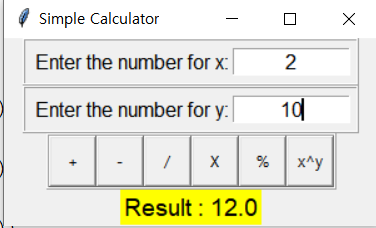 Simple Calculator
Enter the number for x: 2
Enter the number for y: 10
+ - / X % x^y
Result : 12.0